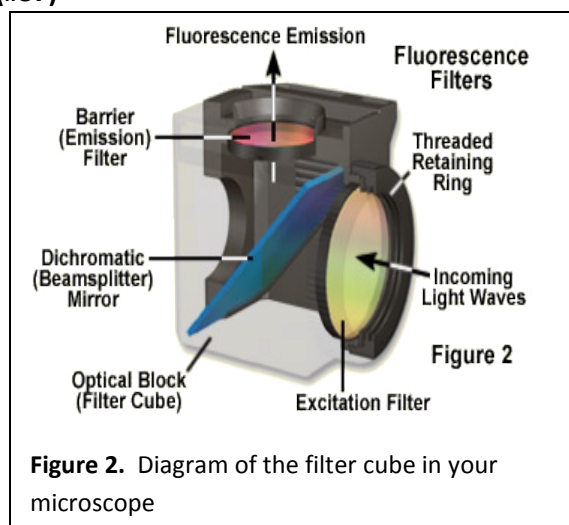 Fluorescence Emission
Fluorescence
Filters
Barrier
(Emission)
Filter
Threaded
Retaining
Ring
Dichromatic
(Beamsplitter)
Mirror
Incoming
Light Waves
Figure 2
Optical Block
(Filter Cube)
Excitation Filter
Figure 2. Diagram of the filter cube in your
microscope